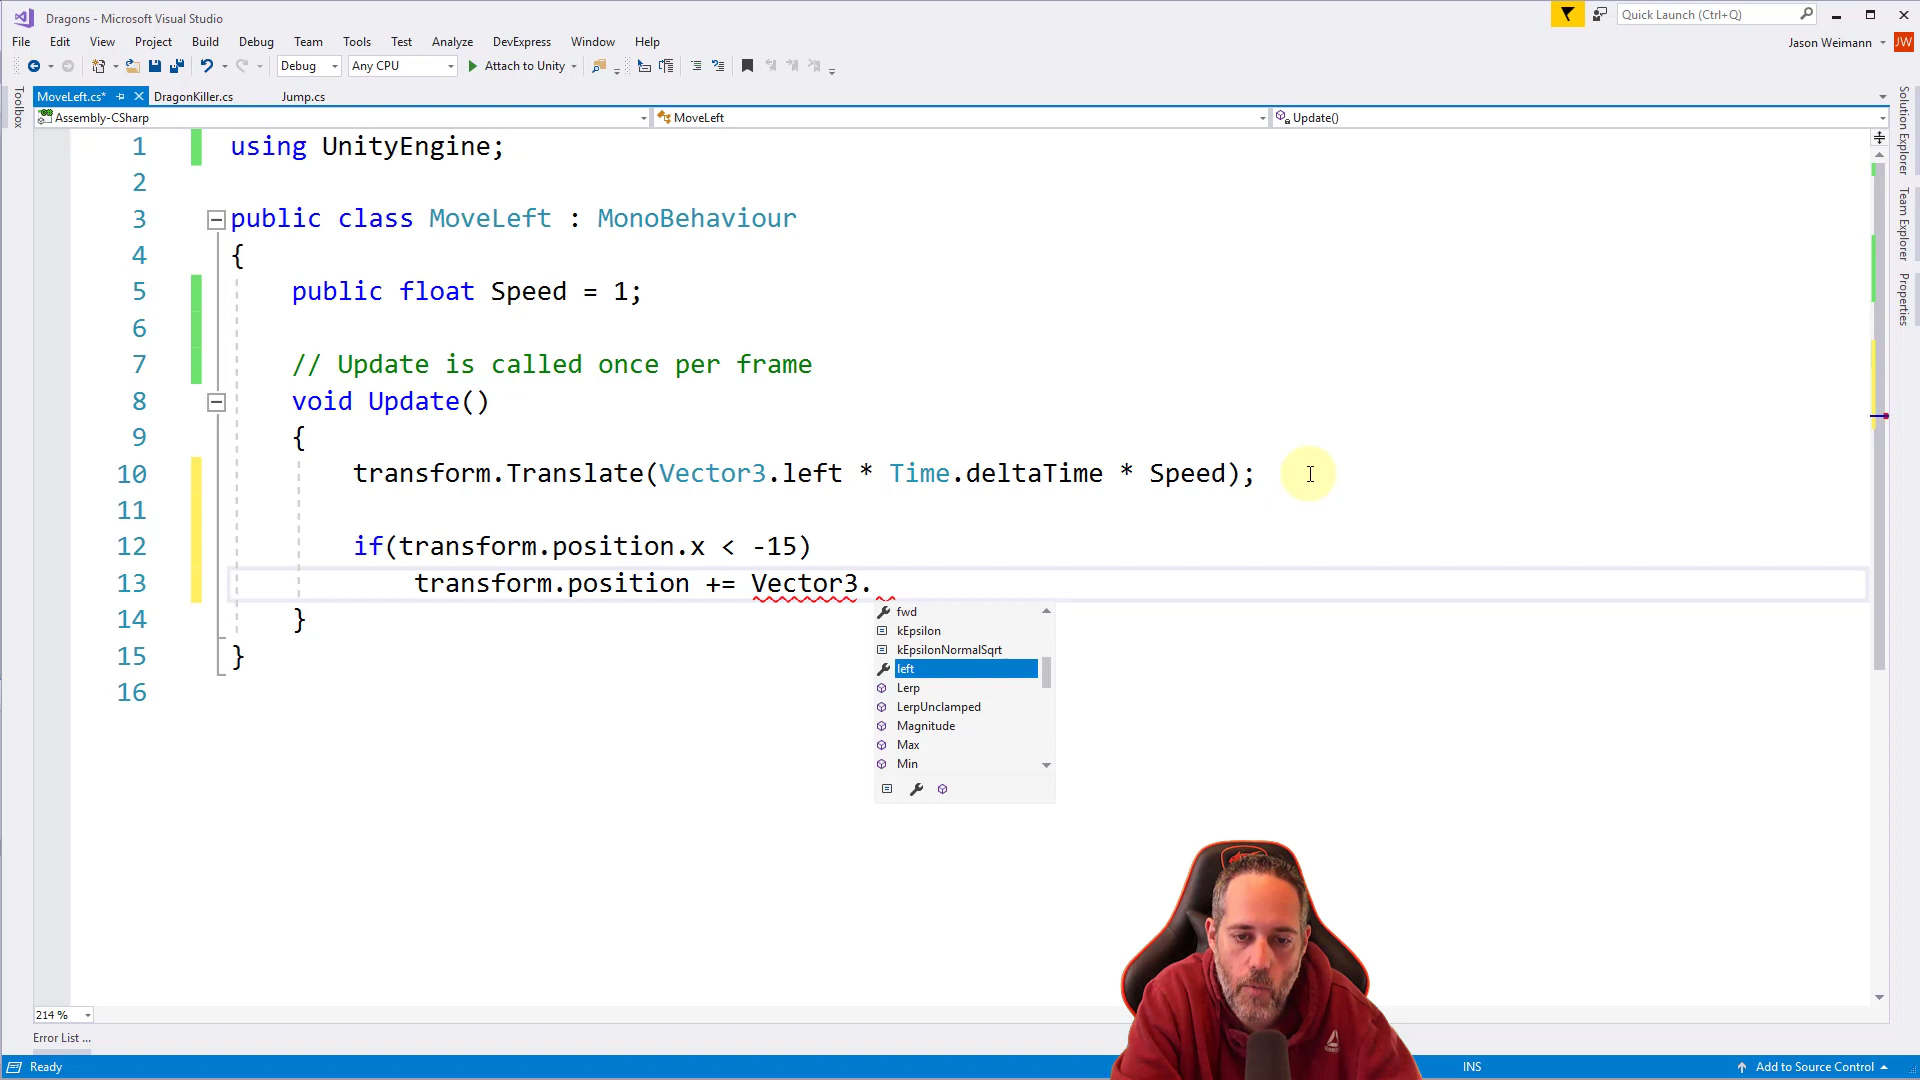 Dragons - Microsoft Visual Studio
Quick Launch (Ctrl+Q)
File Edit View Project Build Debug Team Tools Test Analyze DevExpress Window Help
Jason Weimann JW
Debug Any CPU Attach to Unity
MoveLeft.cs* DragonKiller.cs Jump.cs
Assembly-CSharp MoveLeft Update()
Toolbox
Solution Explorer
Team Explorer
Properties
1 using UnityEngine;
2
3 public class MoveLeft : MonoBehaviour
4 {
5 public float Speed = 1;
6
7 // Update is called once per frame
8 void Update()
9 {
10 transform.Translate(Vector3.left * Time.deltaTime * Speed);
11
12 if(transform.position.x < -15)
13 transform.position += Vector3.
14 }
15 }
16
fwd
kEpsilon
kEpsilonNormalSqrt
left
Lerp
LerpUnclamped
Magnitude
Max
Min
214 %
Error List ...
Ready INS Add to Source Control